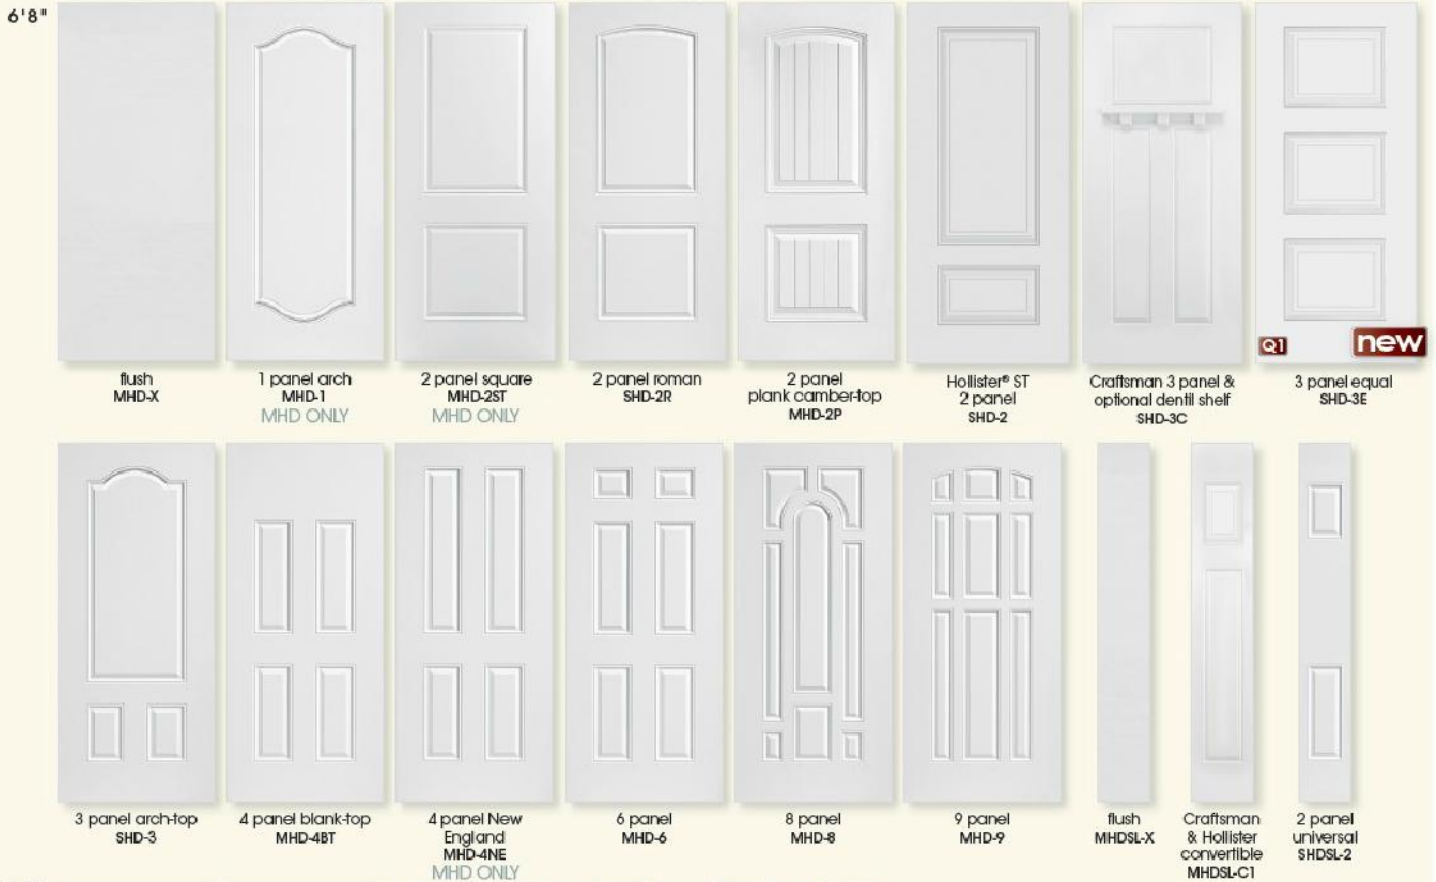 6'8"
Q1
new
flush
MHD-X
1 panel arch
MHD-1
MHD ONLY
2 panel square
MHD-2ST
MHD ONLY
2 panel roman
SHD-2R
2 panel
plank camber-top
MHD-2P
Hollister® ST
2 panel
SHD-2
Craftsman 3 panel &
optional dentil shelf
SHD-3C
3 panel equal
SHD-3E
3 panel arch-top
SHD-3
4 panel blank-top
MHD-4BT
4 panel New
England
MHD-4NE
MHD ONLY
6 panel
MHD-6
8 panel
MHD-8
9 panel
MHD-9
flush
MHDSL-X
Craftsman
& Hollister
convertible
MHDSL-C1
2 panel
universal
SHDSL-2